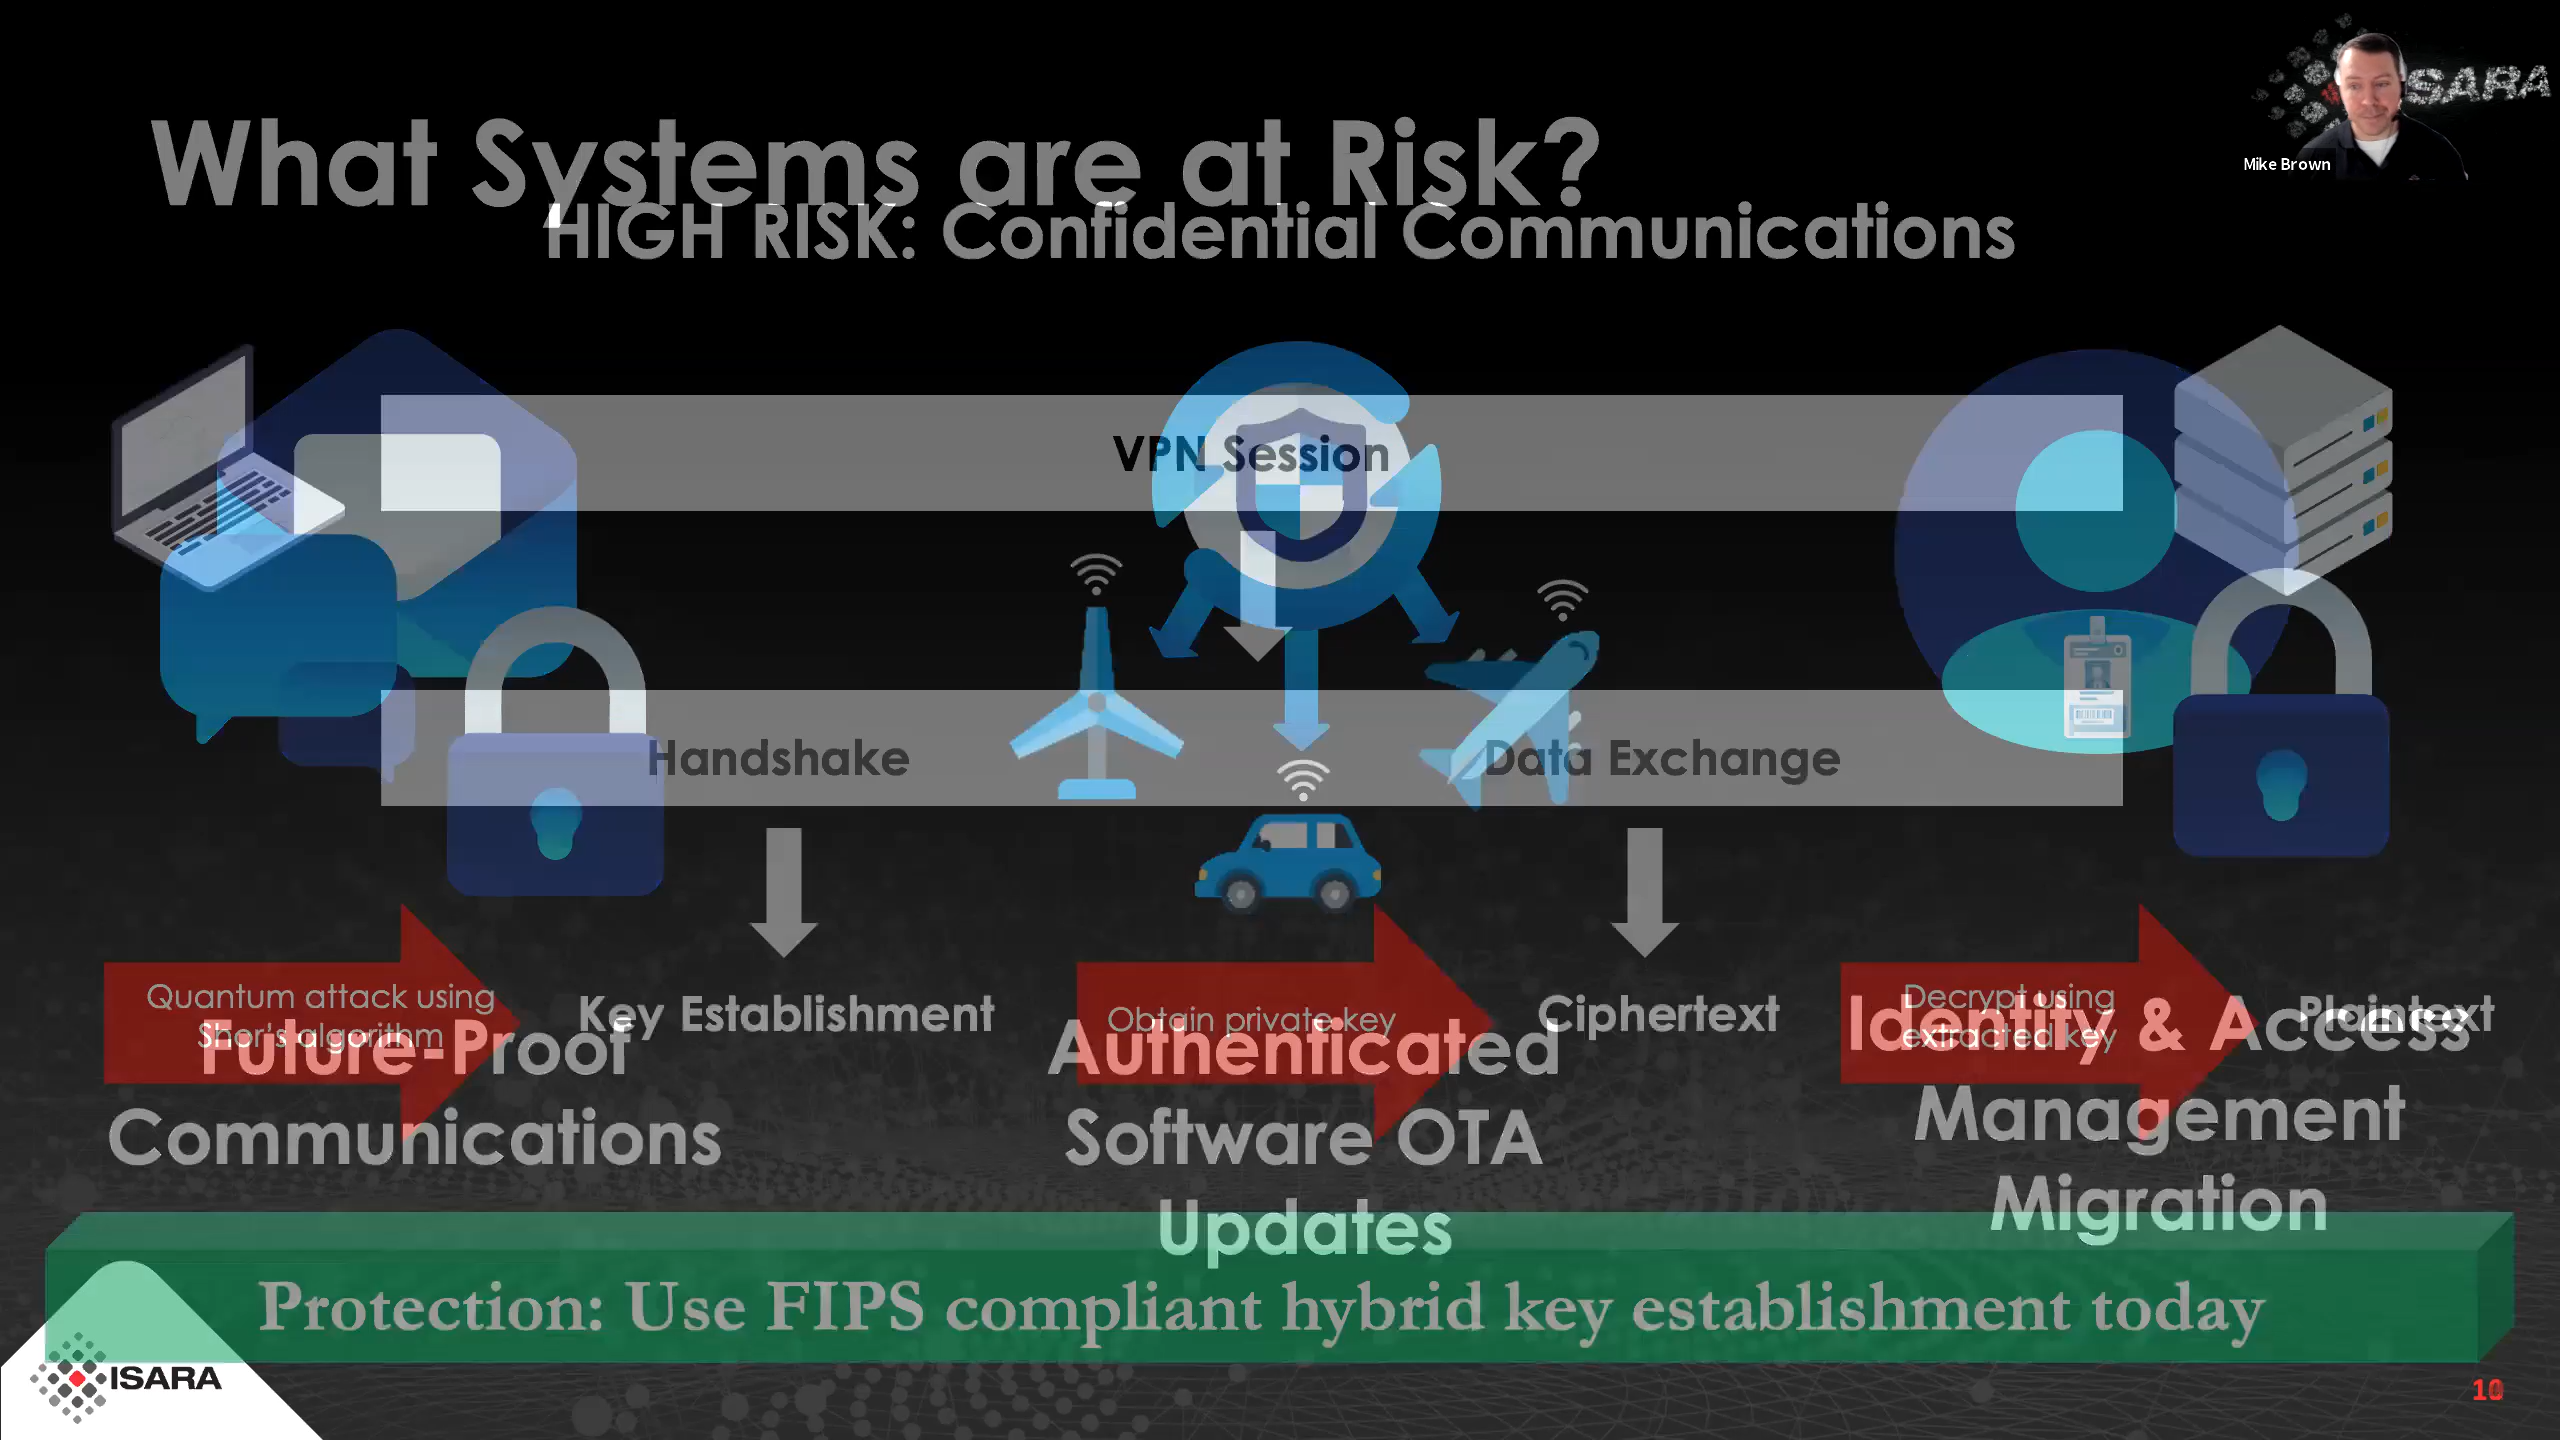 ISARA
Mike Brown
What Systems are at Risk?
HIGH RISK: Confidential Communications
VPN Session
Handshake
Data Exchange
Quantum attack using
Shor's algorithm
Key Establishment
Obtain private key
Ciphertext
Decrypt using
extracted key
Plaintext
Future-Proof
Communications
Authenticated
Software OTA
Updates
Identity & Access
Management
Migration
Protection: Use FIPS compliant hybrid key establishment today
ISARA